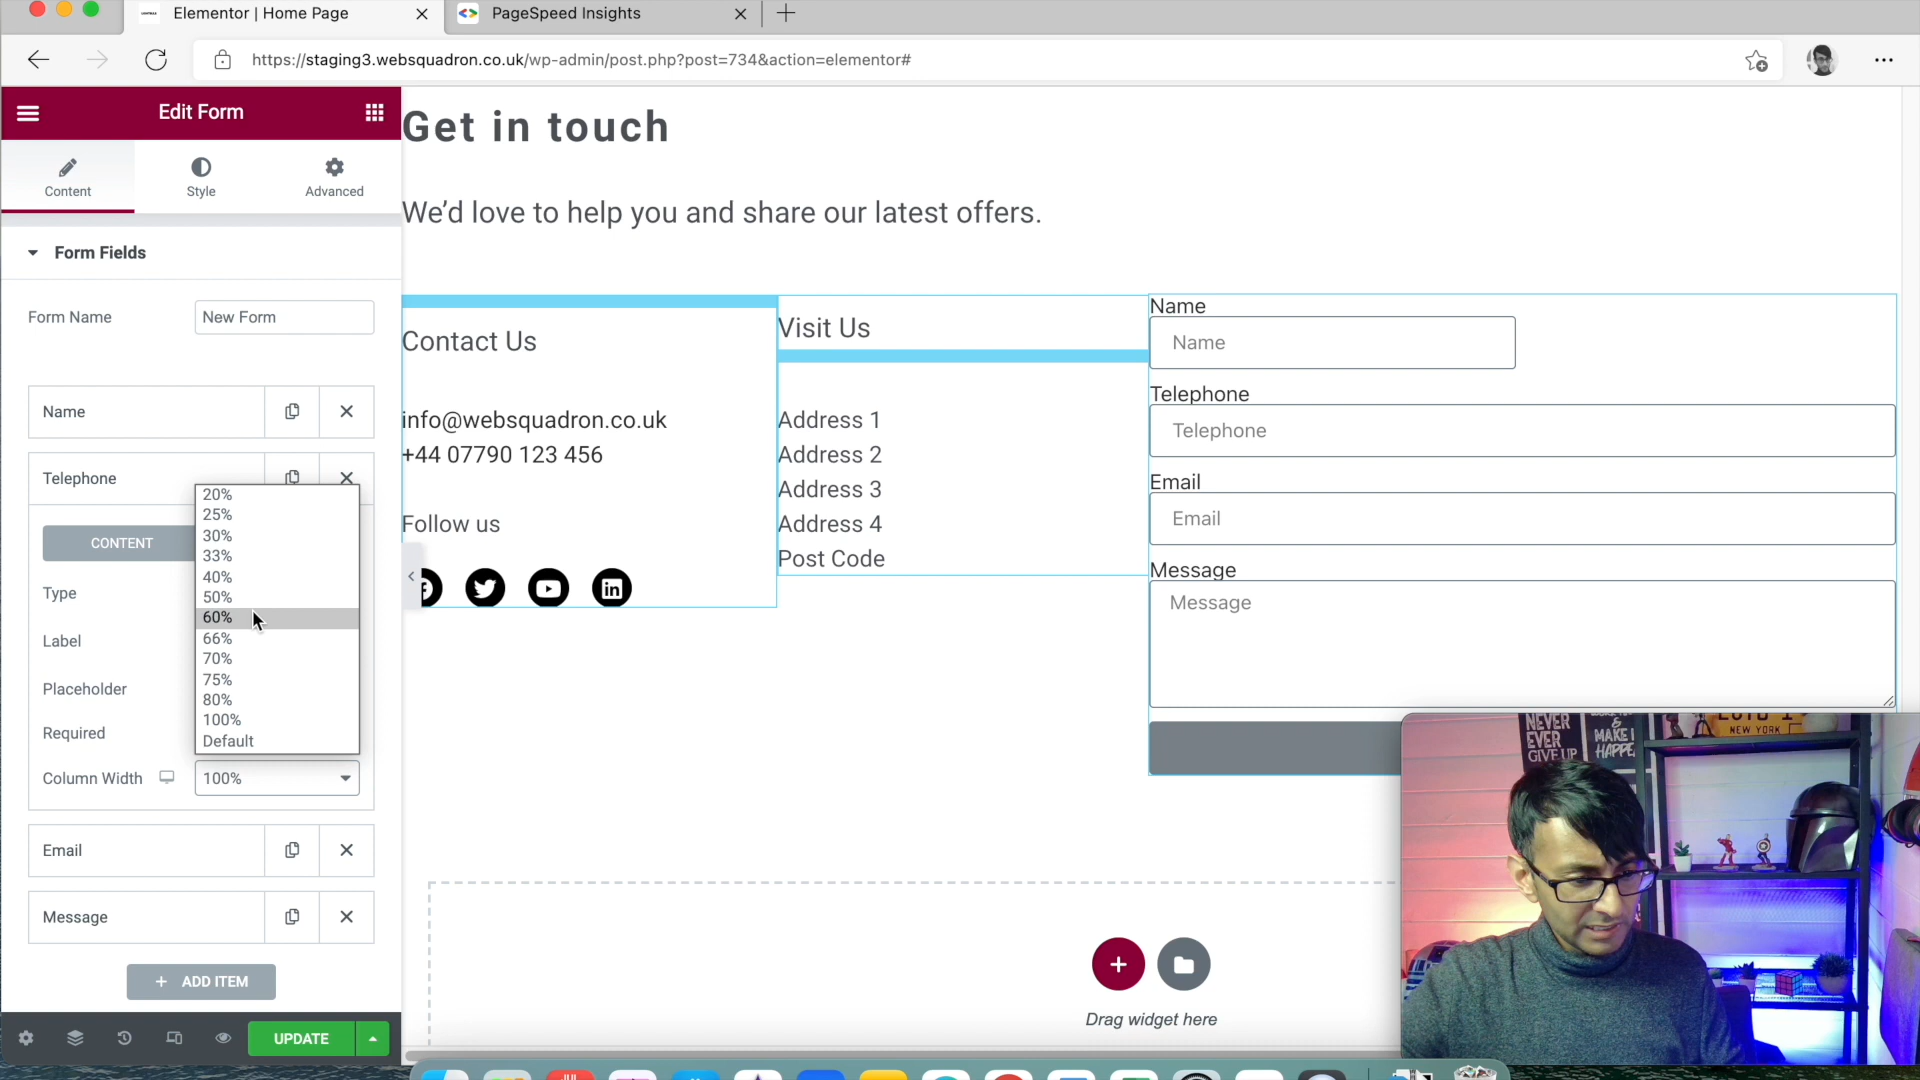 Elementor | Home Page
PageSpeed Insights
https://staging3.websquadron.co.uk/wp-admin/post.php?post=734&action=elementor#
Edit Form
Content
Style
Advanced
Form Fields
Form Name
New Form
Name
Telephone
20%
25%
30%
33%
40%
50%
60%
66%
70%
75%
80%
100%
Default
CONTENT
Type
Label
Placeholder
Required
Column Width
100%
Email
Message
+ ADD ITEM
UPDATE
Get in touch
We’d love to help you and share our latest offers.
Contact Us
info@websquadron.co.uk
+44 07790 123 456
Follow us
Visit Us
Address 1
Address 2
Address 3
Address 4
Post Code
Name
Name
Telephone
Telephone
Email
Email
Message
Message
Drag widget here
NEVER
EVER
GIVE UP
MAKE
NEW YORK